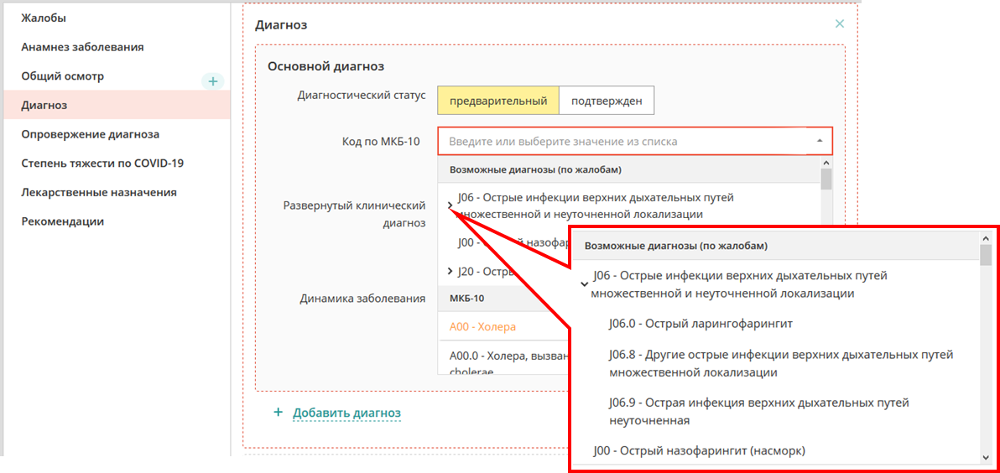 Жалобы
Анамнез заболевания
Общий осмотр
Диагноз
Опровержение диагноза
Степень тяжести по COVID-19
Лекарственные назначения
Рекомендации
Диагноз
Основной диагноз
Диагностический статус
предварительный
подтвержден
Код по МКБ-10
Введите или выберите значение из списка
Возможные диагнозы (по жалобам)
J06 - Острые инфекции верхних дыхательных путей
множественной и неуточненной локализации
Развернутый клинический
диагноз
J00 -
J20 -
Динамика заболевания
МКБ-10
A00 - Холера
A00.0 - Холера,
cholerae
+ Добавить диагноз
Возможные диагнозы (по жалобам)
J06 - Острые инфекции верхних дыхательных путей
множественной и неуточненной локализации
J06.0 - Острый ларингофарингит
J06.8 - Другие острые инфекции верхних дыхательных путей
множественной локализации
J06.9 - Острая инфекция верхних дыхательных путей
неуточненная
J00 - Острый назофарингит (насморк)